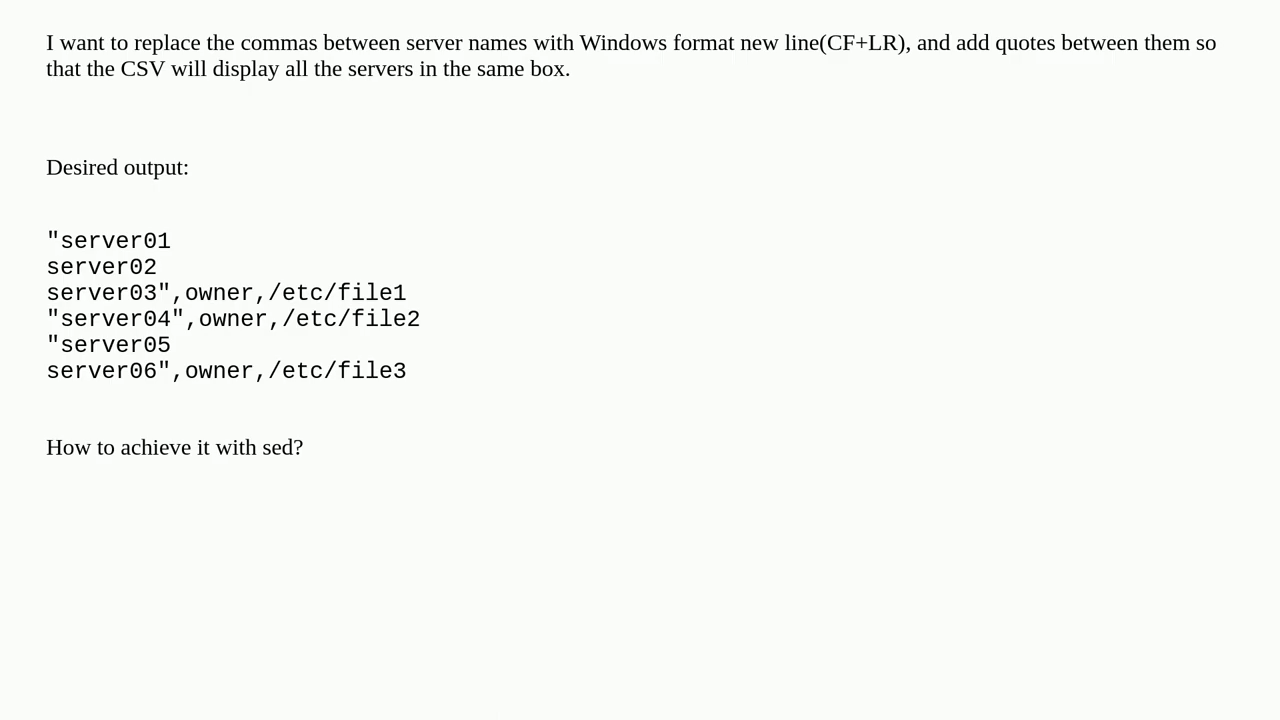 I want to replace the commas between server names with Windows format new line(CF+LR), and add quotes between them so
that the CSV will display all the servers in the same box.
Desired output:
"server01
server02
server03",owner,/etc/file1
"server04",owner,/etc/file2
"server05
server06",owner,/etc/file3
How to achieve it with sed?